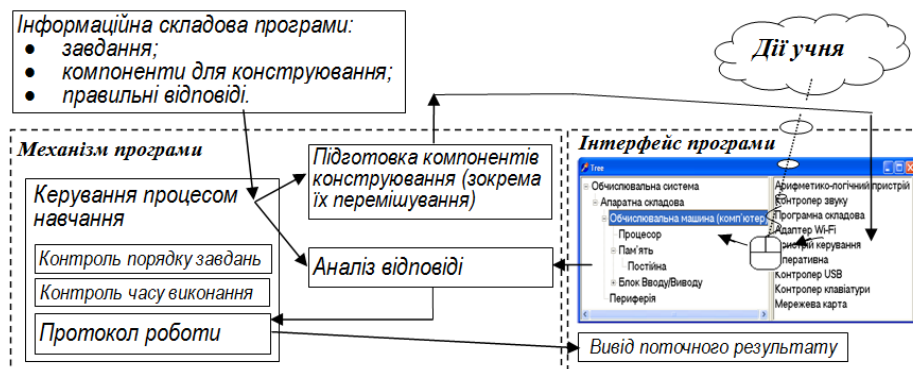 Інформаційна складова програми:
● завдання;
● компоненти для конструювання;
● правильні відповіді.
Дії учня
Механізм програми
Керування процесом
навчання
Контроль порядку завдань
Контроль часу виконання
Протокол роботи
Підготовка компонентів
конструювання (зокрема
їх перемішування)
Аналіз відповіді
Інтерфейс програми
Tree
Обчислювальна система
Апаратна складова
Обчислювальна машина (комп'ютер)
Процесор
Пам'ять
Постійна
Блок Вводу/Виводу
Периферія
Арифметико-логічний пристрій
Контролер звуку
Програмна складова
Адаптер Wi-Fi
керування
Оперативна
Контролер USB
Контролер клавіатури
Мережева карта
Вивід поточного результату